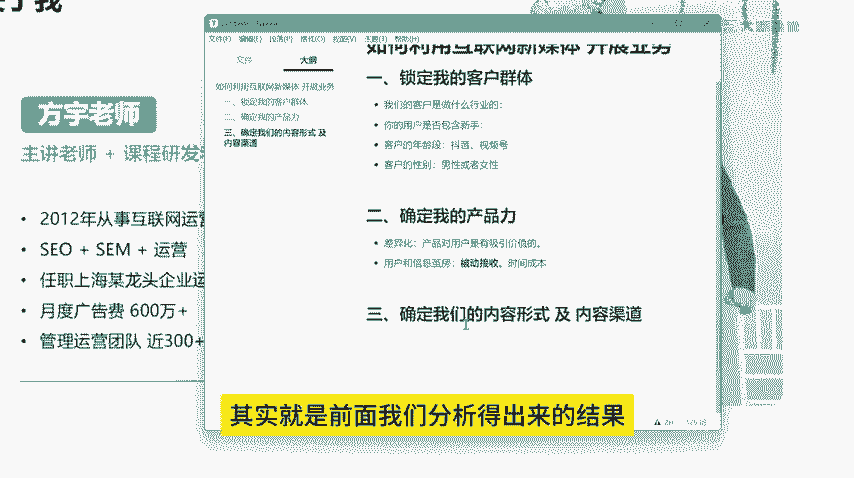 于我
方宇老师
主讲老师 + 课程研发
• 2012年从事互联网运营
• SEO + SEM + 运营
• 任职上海某龙头企业运
• 月度广告费 600万+
• 管理运营团队 近300+
文件(F) 编辑(E) 段落(P) 格式(O) 视图(V) 主题(T) 帮助(H)
文件 大纲
如何利用互联网新媒体 开展业务
一、锁定我的客户群体
二、确定我的产品力
三、确定我们的内容形式 及
内容渠道
如何利用互联网新媒体 开展业务
一、锁定我的客户群体
• 我们的客户是做什么行业的：
• 你的用户是否包含新手：
• 客户的年龄段：抖音、视频号
• 客户的性别：男性或者女性
二、确定我的产品力
• 差异化：产品对用户是有吸引价值的。
• 用户和信息茧房：被动接收。时间成本
三、确定我们的内容形式 及 内容渠道
其实就是前面我们分析得出来的结果